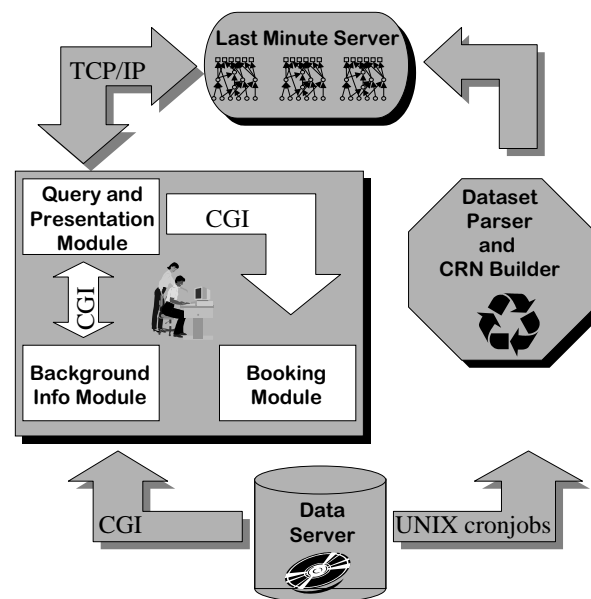 Last Minute Server
TCP/IP
Query and
Presentation
Module
CGI
CGI
Background
Info Module
Booking
Module
Dataset
Parser
and
CRN Builder
CGI
Data
Server
UNIX cronjobs